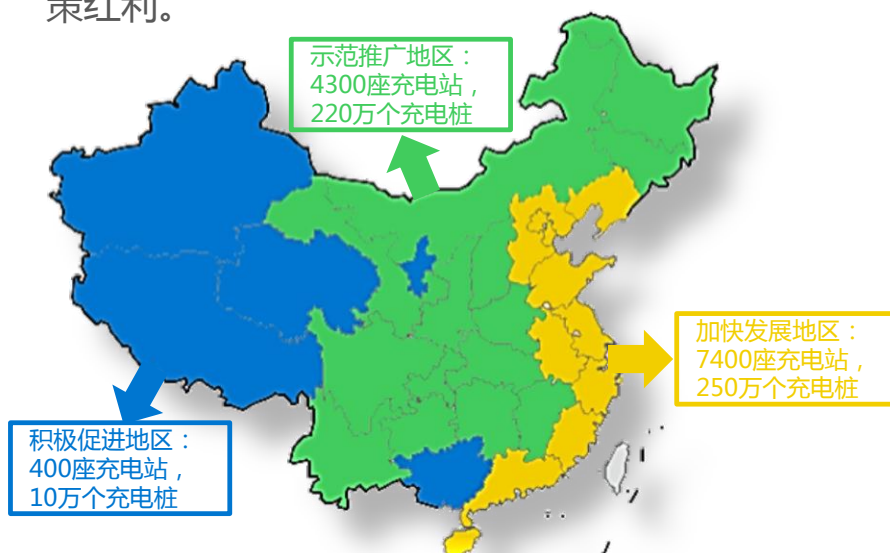 策红利。
示范推广地区：
4300座充电站，
220万个充电桩
加快发展地区：
7400座充电站，
250万个充电桩
积极促进地区：
400座充电站，
10万个充电桩